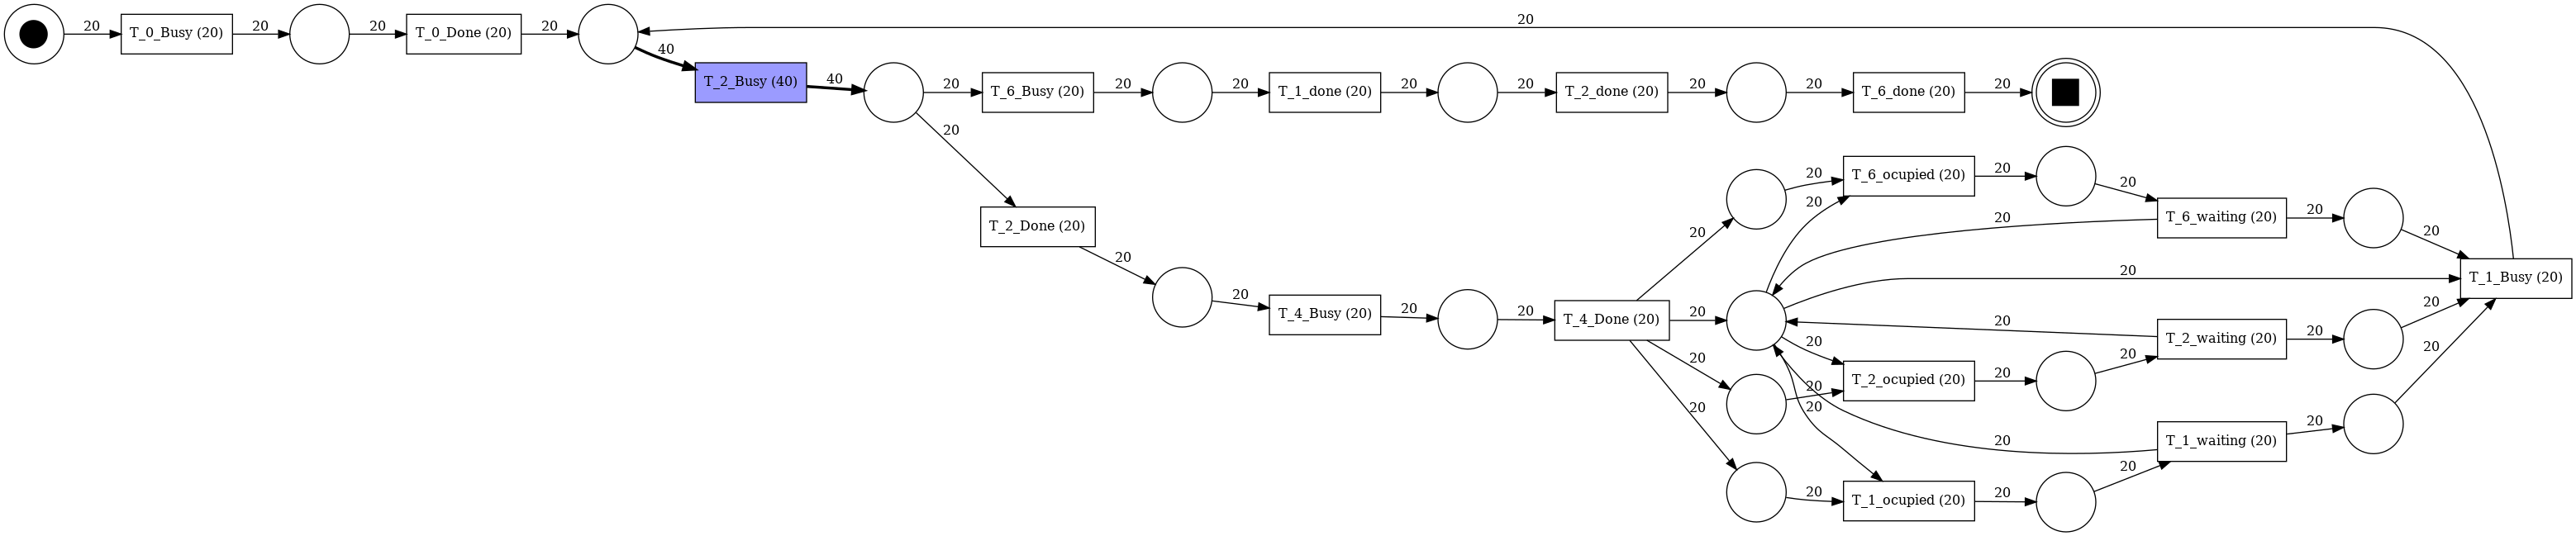 20
T_0_Busy (20)
20
20
T_0_Done (20)
20
20
40
T_2_Busy (40)
40
20
T_6_Busy (20)
20
20
T_1_done (20)
20
20
T_2_done (20)
20
20
T_6_done (20)
20
20
T_2_Done (20)
20
20
T_4_Busy (20)
20
20
T_4_Done (20)
20
20
20
20
20
20
T_6_ocupied (20)
20
20
T_6_waiting (20)
20
20
20
20
T_1_Busy (20)
20
20
T_2_ocupied (20)
20
20
T_2_waiting (20)
20
20
20
20
20
T_1_ocupied (20)
20
20
T_1_waiting (20)
20
20
20